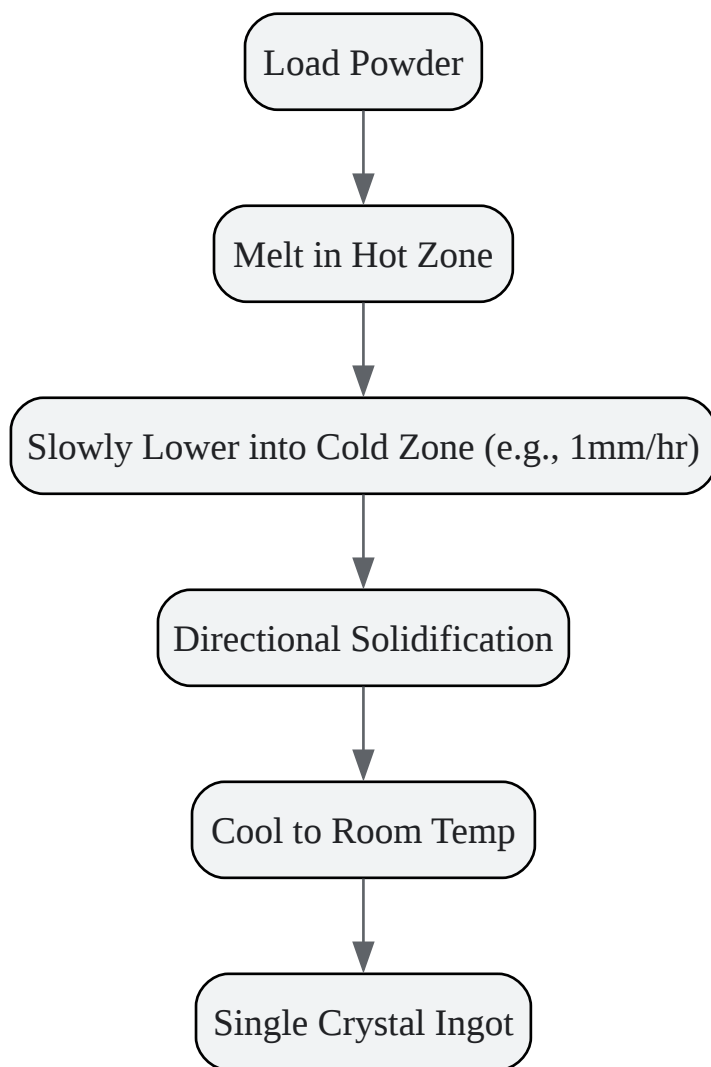 Load Powder
Melt in Hot Zone
Slowly Lower into Cold Zone (e.g., 1mm/hr)
Directional Solidification
Cool to Room Temp
Single Crystal Ingot